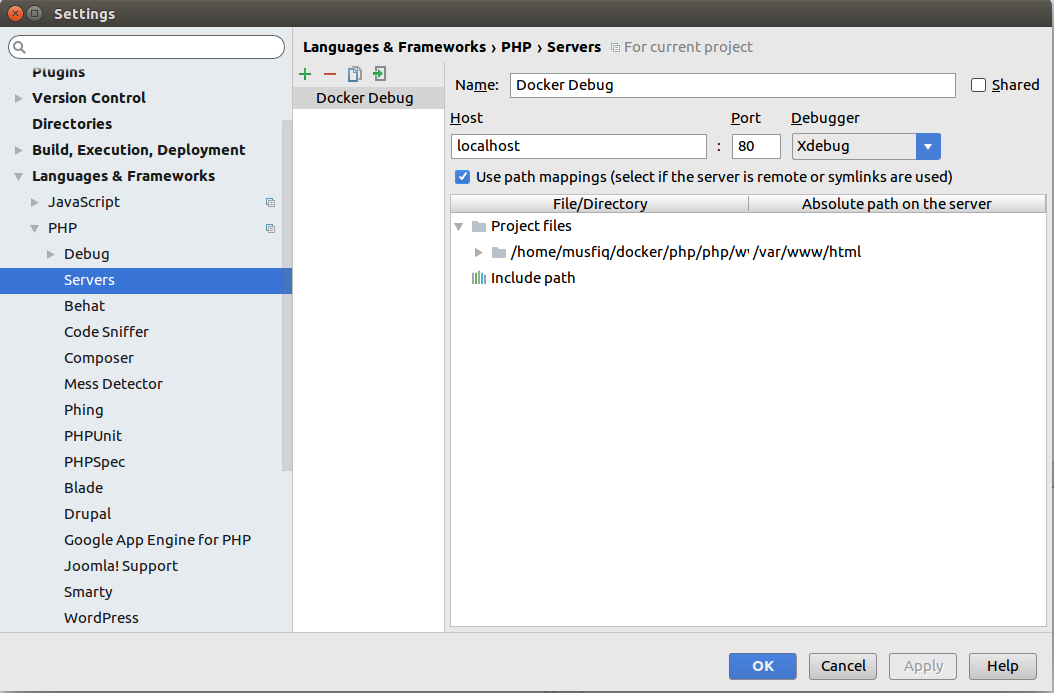 Settings
Plugins
Version Control
Directories
Build, Execution, Deployment
Languages & Frameworks
JavaScript
PHP
Debug
Servers
Behat
Code Sniffer
Composer
Mess Detector
Phing
PHPUnit
PHPSpec
Blade
Drupal
Google App Engine for PHP
Joomla! Support
Smarty
WordPress
Languages & Frameworks › PHP › Servers For current project
Docker Debug
Name: Docker Debug Shared
Host Port Debugger
localhost : 80 Xdebug
Use path mappings (select if the server is remote or symlinks are used)
File/Directory Absolute path on the server
Project files
/home/musfiq/docker/php/php/w /var/www/html
Include path
OK Cancel Apply Help